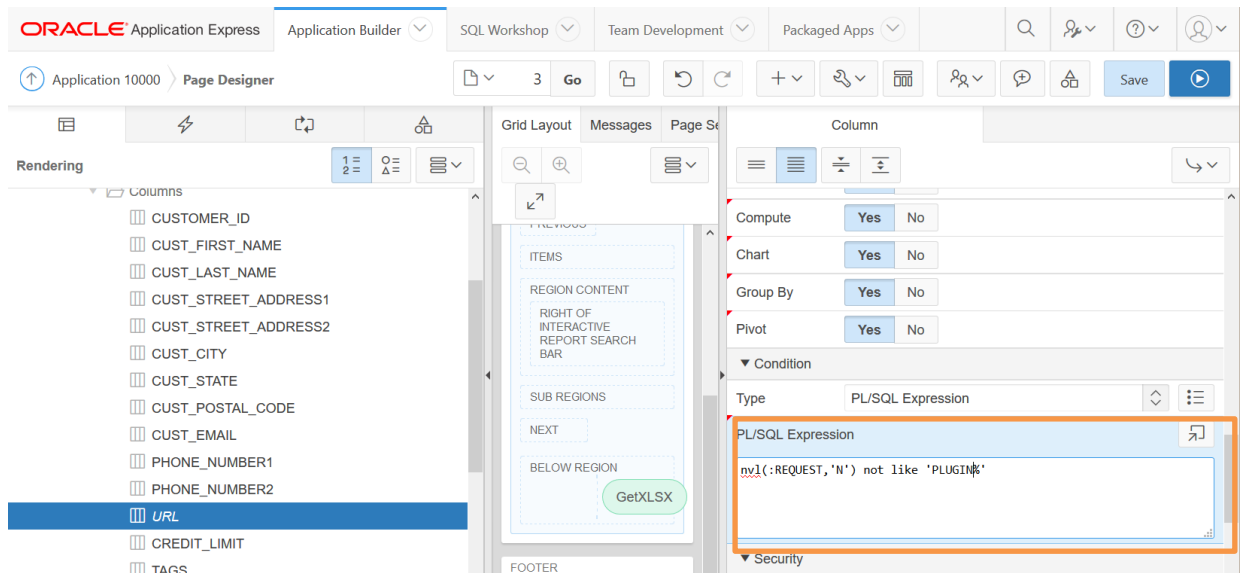 ORACLE Application Express
Application Builder
SQL Workshop
Team Development
Packaged Apps
Application 10000
Page Designer
3
Go
Save
Rendering
Columns
CUSTOMER_ID
CUST_FIRST_NAME
CUST_LAST_NAME
CUST_STREET_ADDRESS1
CUST_STREET_ADDRESS2
CUST_CITY
CUST_STATE
CUST_POSTAL_CODE
CUST_EMAIL
PHONE_NUMBER1
PHONE_NUMBER2
URL
CREDIT_LIMIT
TAGS
Grid Layout
Messages
Page Se
PREVIOUS
ITEMS
REGION CONTENT
RIGHT OF
INTERACTIVE
REPORT SEARCH
BAR
SUB REGIONS
NEXT
BELOW REGION
GetXLSX
FOOTER
Column
Compute Yes No
Chart Yes No
Group By Yes No
Pivot Yes No
Condition
Type PL/SQL Expression
PL/SQL Expression
nvl(:REQUEST,'N') not like 'PLUGIN%'
Security